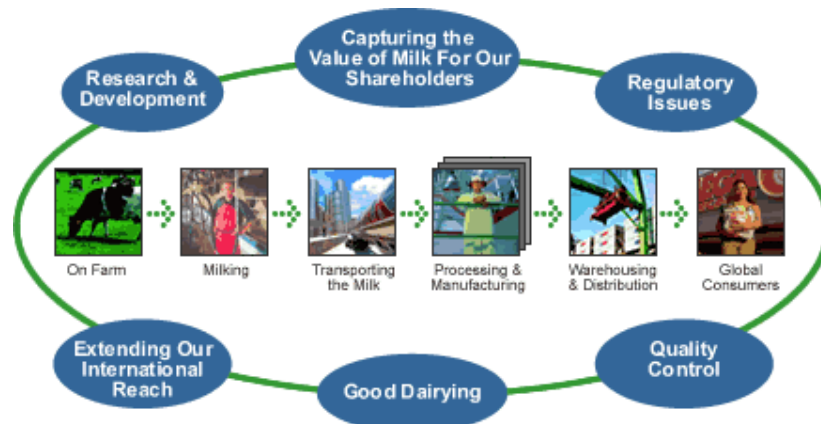 Capturing the
Value of Milk For Our
Shareholders
Research &
Development
Regulatory
Issues
On Farm
Milking
Transporting
the Milk
Processing &
Manufacturing
Warehousing
& Distribution
Global
Consumers
Extending Our
International
Reach
Good Dairying
Quality
Control